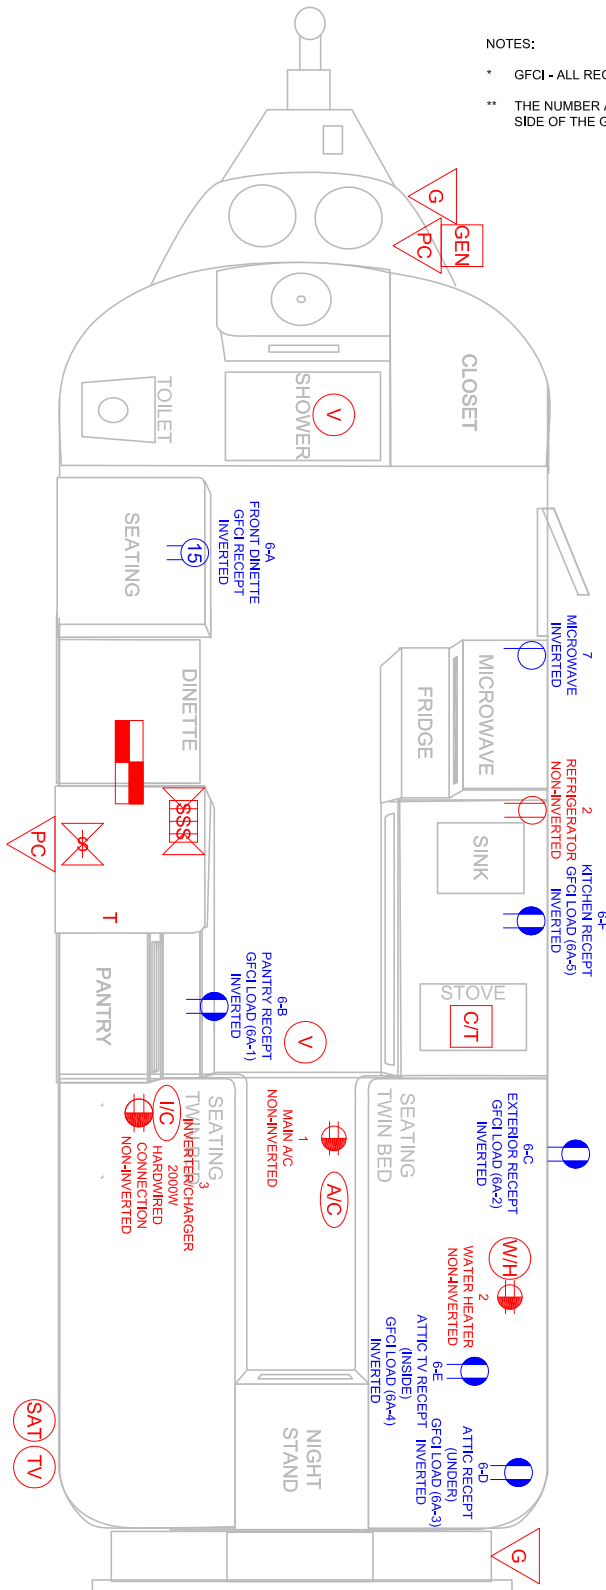 NOTES:
* GFCI - ALL REC
** THE NUMBER
SIDE OF THE G
G
GEN
PC
CLOSET
SHOWER
V
TOILET
SEATING
15
6-A
FRONT DINETTE
GFCI RECEPT
INVERTED
7
MICROWAVE
INVERTED
MICROWAVE
FRIDGE
DINETTE
2
REFRIGERATOR
NON-INVERTED
SSS
$
PC
T
SINK
6-F
KITCHEN RECEPT
GFCI LOAD (6A-5)
INVERTED
PANTRY
6-B
PANTRY RECEPT
GFCI LOAD (6A-1)
INVERTED
V
STOVE
C/T
SEATING
TWIN BED
I/C
3
INVERTER/CHARGER
2000W
HARDWIRED
CONNECTION
NON-INVERTED
1
MAIN A/C
NON-INVERTED
A/C
SEATING
TWIN BED
6-C
EXTERIOR RECEPT
GFCI LOAD (6A-2)
INVERTED
W/H
2
WATER HEATER
NON-INVERTED
6-E
ATTIC TV RECEPT
(INSIDE)
GFCI LOAD (6A-4)
INVERTED
6-D
ATTIC RECEPT
(UNDER)
GFCI LOAD (6A-3)
INVERTED
NIGHT
STAND
SAT
TV
G